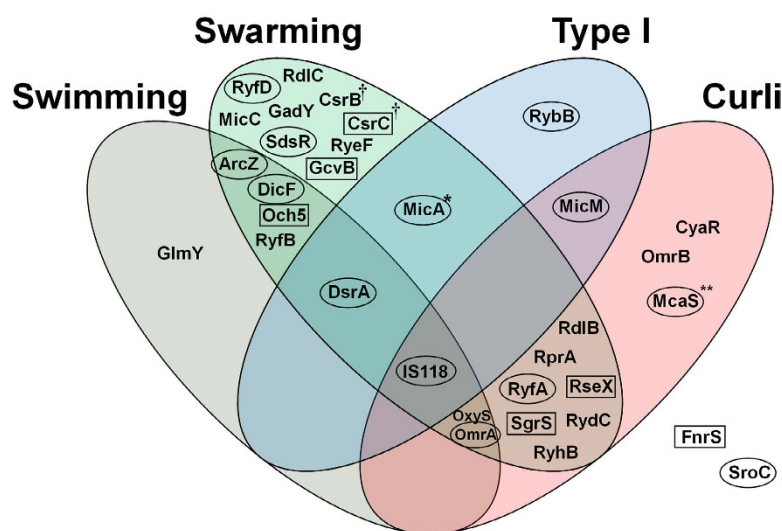 Swarming
Type I
Swimming
Curli
RyfD
RdlC
CsrB†
MicC
GadY
CsrC†
RybB
SdsR
RyeF
ArcZ
GcvB
DicF
MicA*
MicM
Och5
CyaR
RyfB
GlmY
OmrB
DsrA
McaS**
RdlB
RprA
IS118
RyfA
RseX
OxyS
SgrS
RydC
OmrA
FnrS
RyhB
SroC